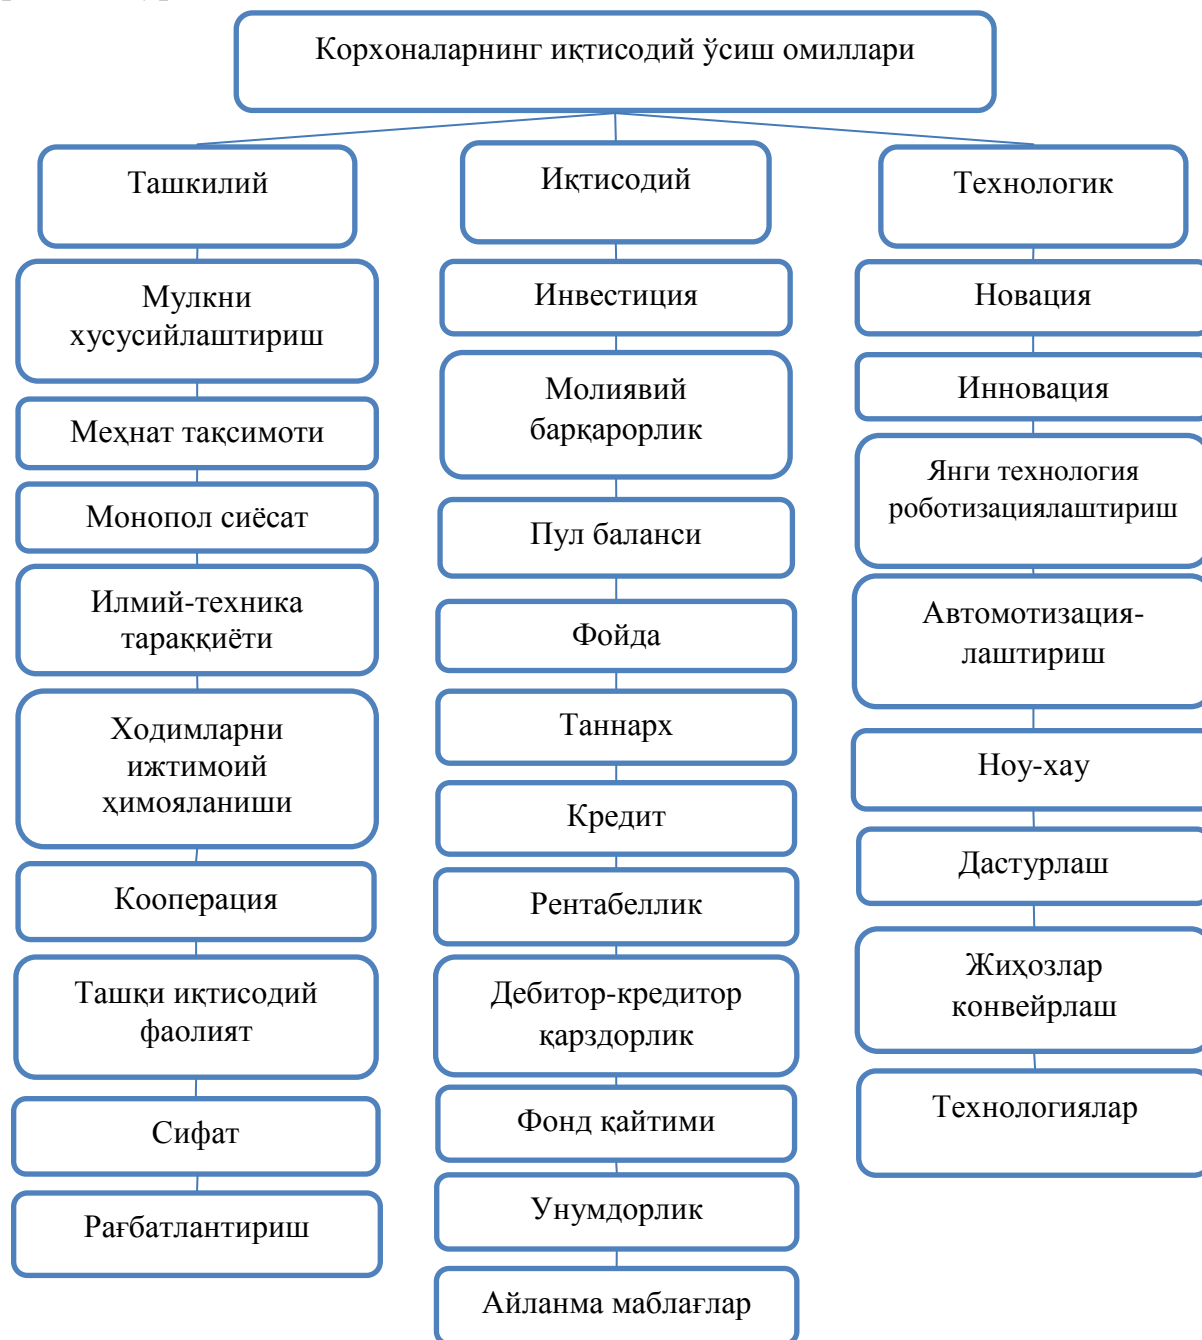 Корхоналарнинг иқтисодий ўсиш омиллари
Ташкилий
Мулкни
хусусийлаштириш
Меҳнат тақсимоти
Монопол сиёсат
Илмий-техника
тараққиёти
Ходимларни
ижтимоий
ҳимояланиши
Кооперация
Ташқи иқтисодий
фаолият
Сифат
Рағбатлантириш
Иқтисодий
Инвестиция
Молиявий
барқарорлик
Пул баланси
Фойда
Таннарх
Кредит
Рентабеллик
Дебитор-кредитор
қарздорлик
Фонд қайтими
Унумдорлик
Айланма маблағлар
Технологик
Новация
Инновация
Янги технология
роботизациялаштириш
Автомотизация-
лаштириш
Ноу-хау
Дастурлаш
Жиҳозлар
конвейрлаш
Технологиялар